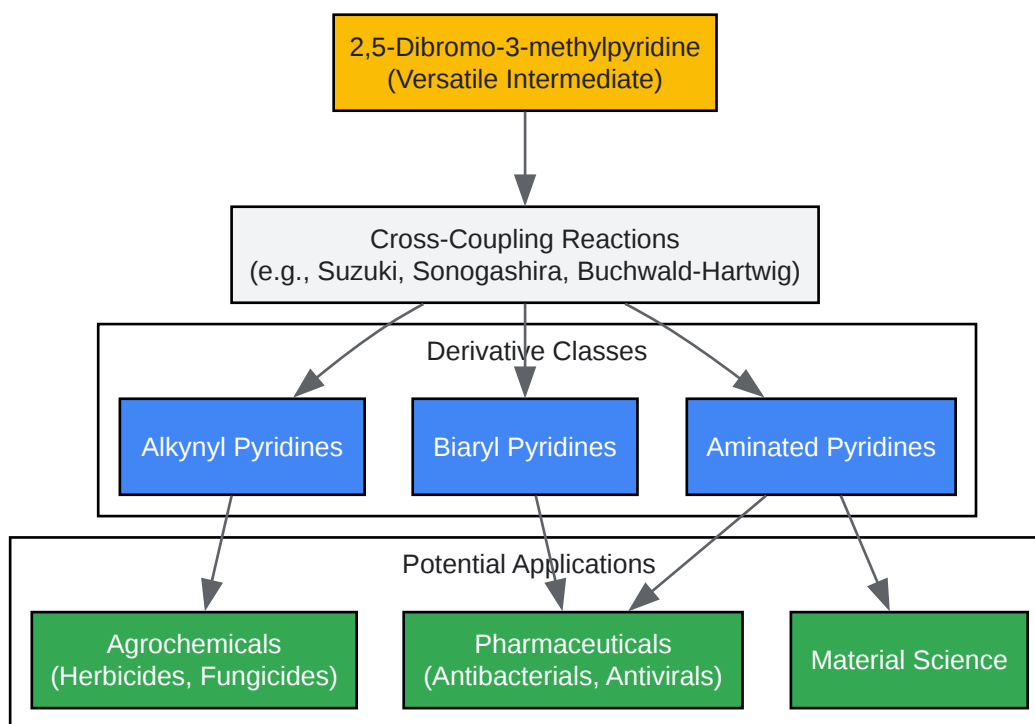 2,5-Dibromo-3-methylpyridine
(Versatile Intermediate)
Cross-Coupling Reactions
(e.g., Suzuki, Sonogashira, Buchwald-Hartwig)
Derivative Classes
Alkynyl Pyridines
Biaryl Pyridines
Aminated Pyridines
Potential Applications
Agrochemicals
(Herbicides, Fungicides)
Pharmaceuticals
(Antibacterials, Antivirals)
Material Science